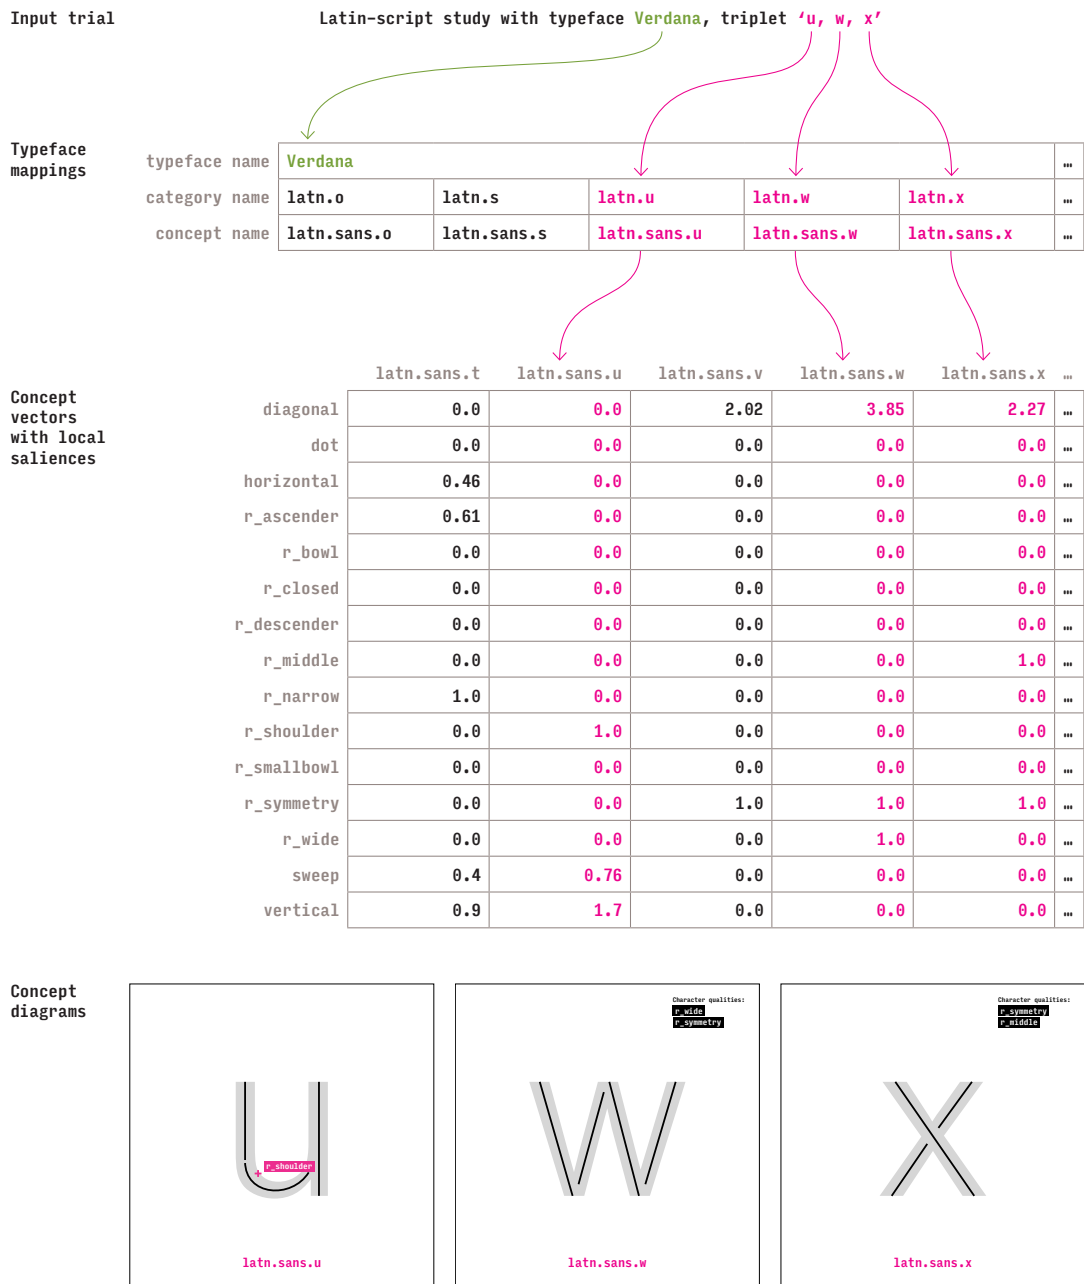 Input trial
Latin-script study with typeface Verdana, triplet ‘u, w, x’
Typeface mappings
typeface name Verdana …
category name latn.o latn.s latn.u latn.w latn.x …
concept name latn.sans.o latn.sans.s latn.sans.u latn.sans.w latn.sans.x …
latn.sans.t latn.sans.u latn.sans.v latn.sans.w latn.sans.x …
Concept vectors with local saliences
diagonal 0.0 0.0 2.02 3.85 2.27 …
dot 0.0 0.0 0.0 0.0 0.0 …
horizontal 0.46 0.0 0.0 0.0 0.0 …
r_ascender 0.61 0.0 0.0 0.0 0.0 …
r_bowl 0.0 0.0 0.0 0.0 0.0 …
r_closed 0.0 0.0 0.0 0.0 0.0 …
r_descender 0.0 0.0 0.0 0.0 0.0 …
r_middle 0.0 0.0 0.0 0.0 1.0 …
r_narrow 1.0 0.0 0.0 0.0 0.0 …
r_shoulder 0.0 1.0 0.0 0.0 0.0 …
r_smallbowl 0.0 0.0 0.0 0.0 0.0 …
r_symmetry 0.0 0.0 1.0 1.0 1.0 …
r_wide 0.0 0.0 0.0 1.0 0.0 …
sweep 0.4 0.76 0.0 0.0 0.0 …
vertical 0.9 1.7 0.0 0.0 0.0 …
Concept diagrams
u
r_shoulder
latn.sans.u
Character qualities:
r_wide
r_symmetry
w
latn.sans.w
Character qualities:
r_symmetry
r_middle
x
latn.sans.x